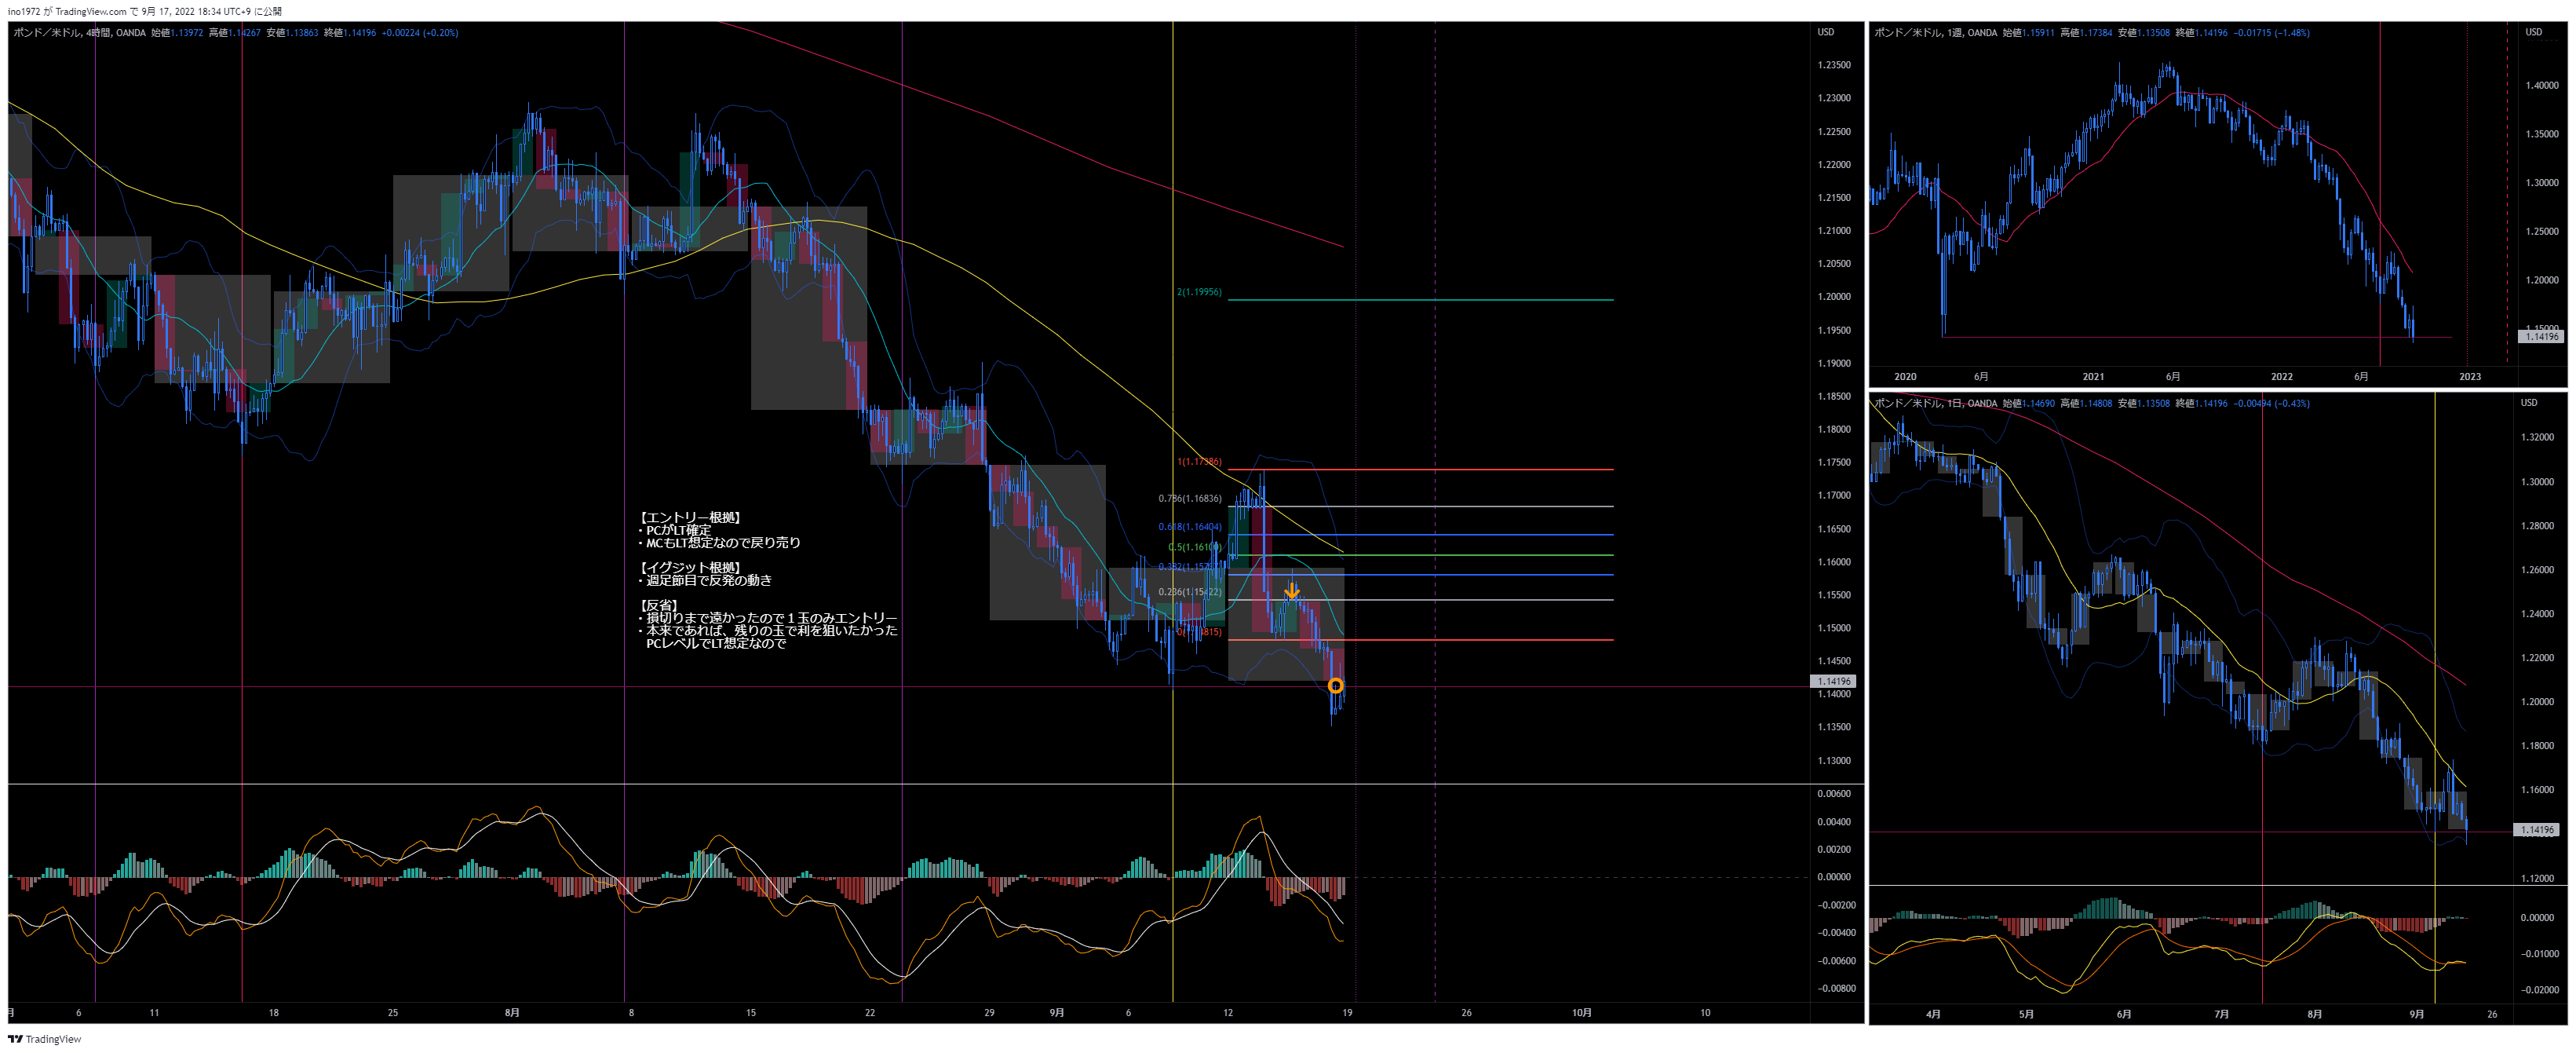 ino1972 が TradingView.com で 9月 17, 2022 18:34 UTC+9 に公開
ポンド／米ドル, 4時間, OANDA 始値1.13972 高値1.14267 安値1.13863 終値1.14196 +0.00224 (+0.20%)
USD
1.23500
1.23000
1.22500
1.22000
1.21500
1.21000
1.20500
1.20000
1.19500
1.19000
1.18500
1.18000
1.17500
1.17000
1.16500
1.16000
1.15500
1.15000
1.14500
1.14196
1.14000
1.13500
1.13000
2(1.19956)
1(1.17386)
0.786(1.16836)
0.618(1.16404)
0.236(1.15422)
【エントリー根拠】
・PCがLT確定
・MCもLT想定なので戻り売り
【イグジット根拠】
・週足節目で反発の動き
【反省】
・損切りまで遠かったので１玉のみエントリー
・本来であれば、残りの玉で利を狙いたかった
PCレベルでLT想定なので
0.00600
0.00400
0.00200
0.00000
−0.00200
−0.00400
−0.00600
−0.00800
月 6 11 18 25 8月 8 15 22 29 9月 6 12 19 26 10月 10
ポンド／米ドル, 1週, OANDA 始値1.15911 高値1.17384 安値1.13508 終値1.14196 −0.01715 (−1.48%)
USD
1.40000
1.35000
1.30000
1.25000
1.20000
1.15000
1.14196
2020 6月 2021 6月 2022 6月 2023
ポンド／米ドル, 1日, OANDA 始値1.14690 高値1.14808 安値1.13508 終値1.14196 −0.00494 (−0.43%)
USD
1.32000
1.30000
1.28000
1.26000
1.24000
1.22000
1.20000
1.18000
1.16000
1.14196
1.12000
0.00000
−0.01000
−0.02000
4月 5月 6月 7月 8月 9月 26
TradingView